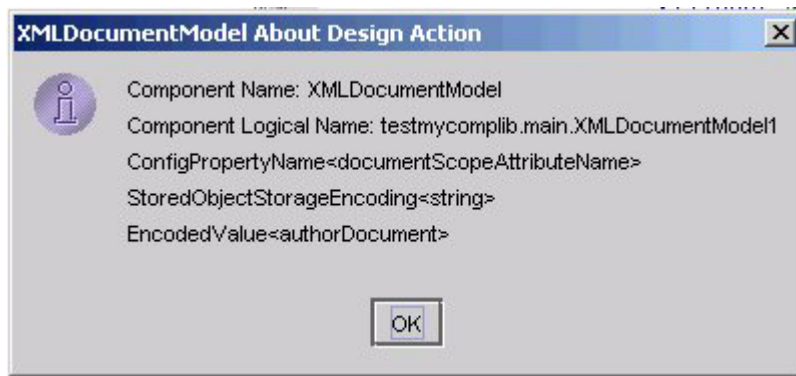 XMLDocumentModel About Design Action
Component Name: XMLDocumentModel
Component Logical Name: testmycomplib.main.XMLDocumentModel1
ConfigPropertyName<documentScopeAttributeName>
StoredObjectStorageEncoding<string>
EncodedValue<authorDocument>
OK